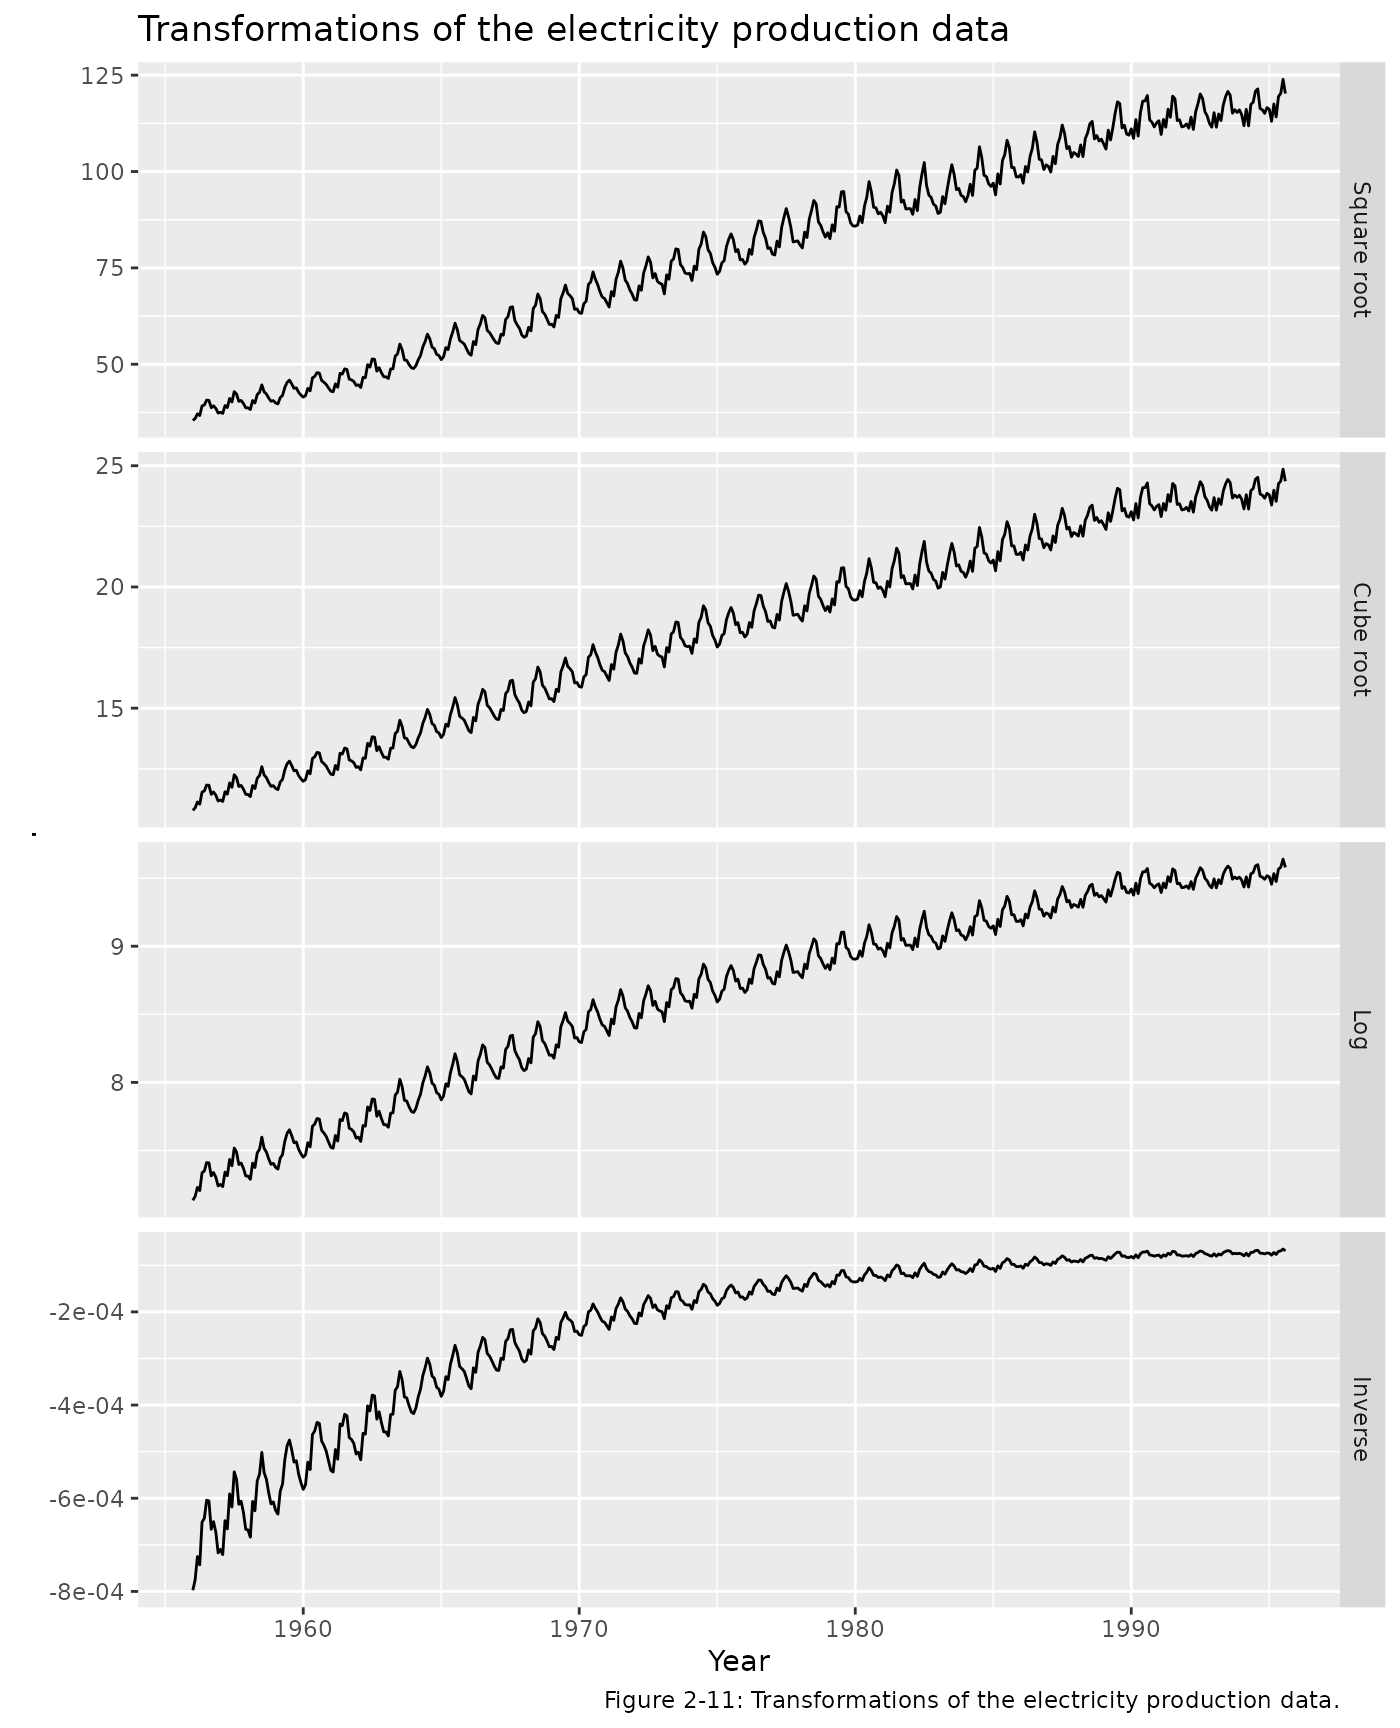 Transformations of the electricity production data
125
100
75
50
Square root
25
20
15
Cube root
.
9
8
Log
-2e-04
-4e-04
-6e-04
-8e-04
Inverse
1960 1970 1980 1990
Year
Figure 2-11: Transformations of the electricity production data.